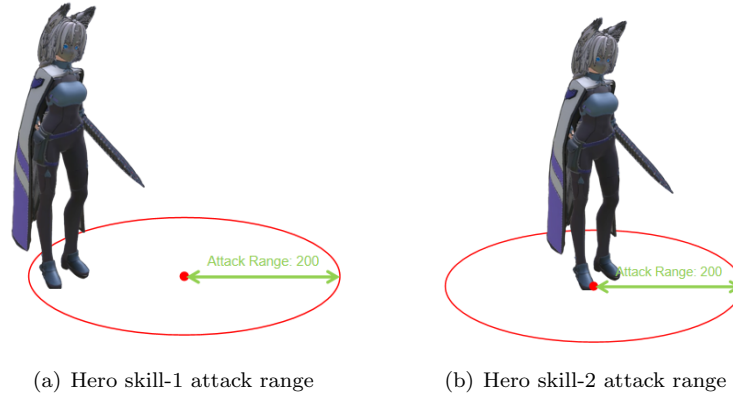 Attack Range: 200
Attack Range: 200
(a) Hero skill-1 attack range
(b) Hero skill-2 attack range